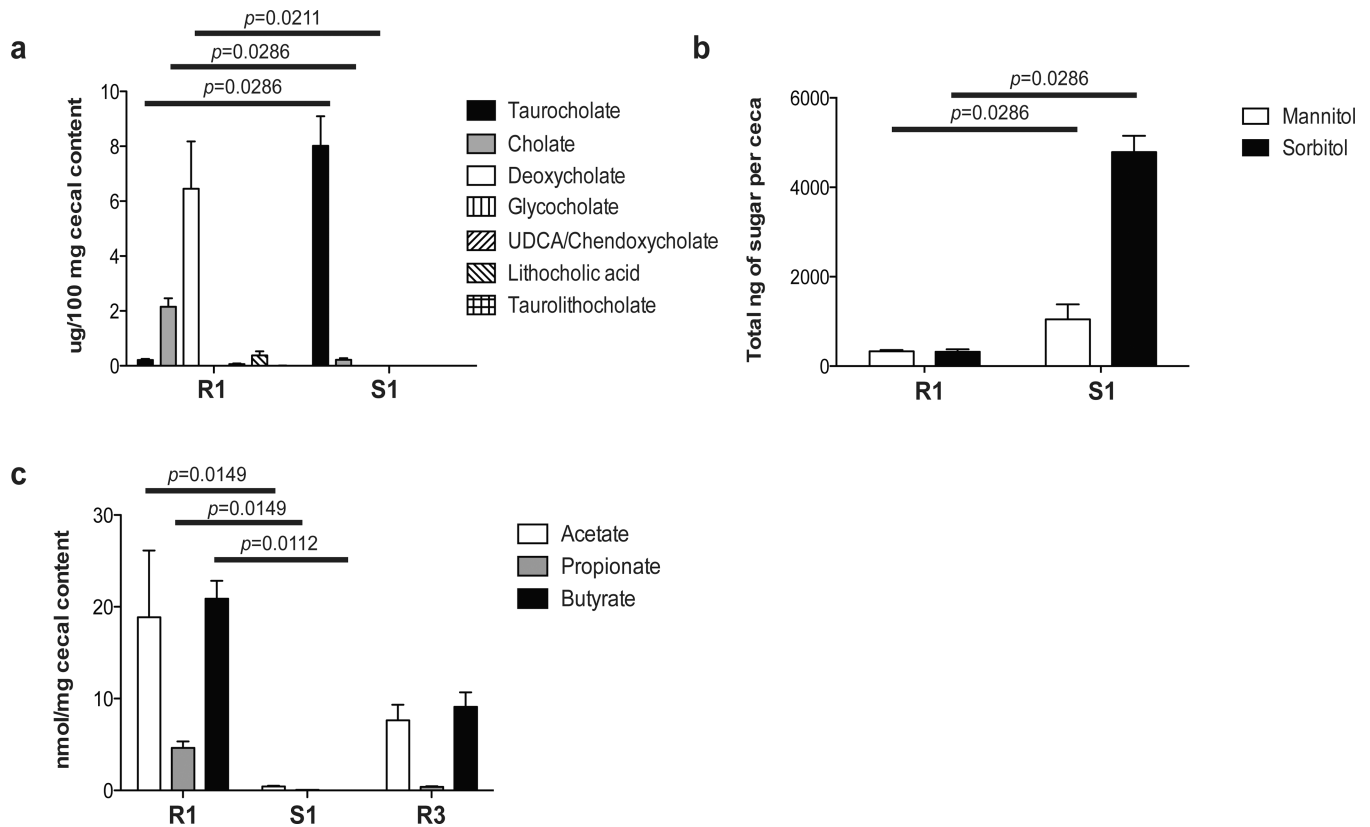 a
p=0.0211
p=0.0286
p=0.0286
ug/100 mg cecal content
10
8
6
4
2
0
R1 S1
Taurocholate
Cholate
Deoxycholate
Glycocholate
UDCA/Chendoxycholate
Lithocholic acid
Taurolithocholate
b
p=0.0286
p=0.0286
Total ng of sugar per ceca
6000
4000
2000
0
R1 S1
Mannitol
Sorbitol
c
p=0.0149
p=0.0149
p=0.0112
nmol/mg cecal content
30
20
10
0
R1 S1 R3
Acetate
Propionate
Butyrate